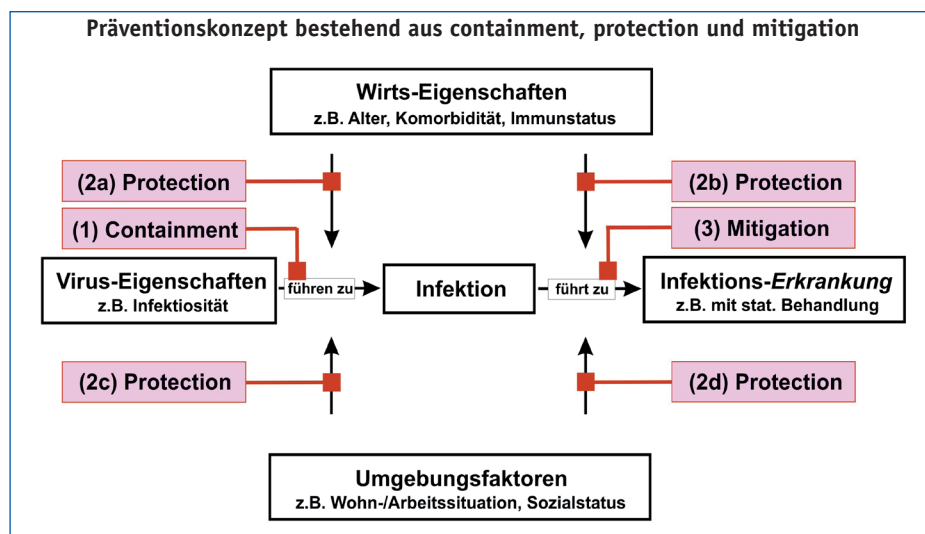 Präventionskonzept bestehend aus containment, protection und mitigation
Wirts-Eigenschaften
z.B. Alter, Komorbidität, Immunstatus
(2a) Protection
(2b) Protection
(1) Containment
(3) Mitigation
Virus-Eigenschaften
z.B. Infektiosität
führen zu
Infektion
führt zu
Infektions-Erkrankung
z.B. mit stat. Behandlung
(2c) Protection
(2d) Protection
Umgebungsfaktoren
z.B. Wohn-/Arbeitssituation, Sozialstatus